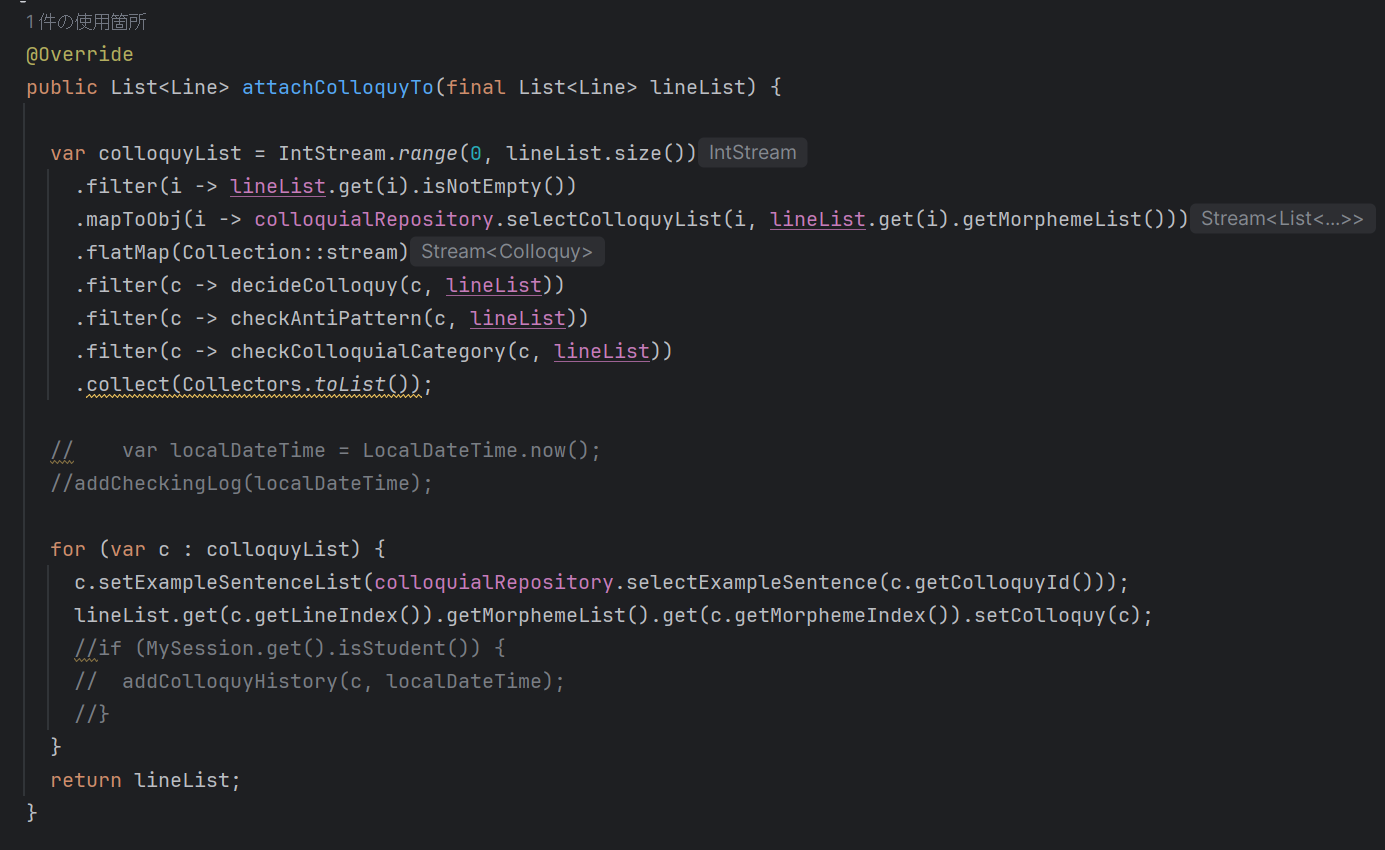 1 件の使用箇所
@Override
public List<Line> attachColloquyTo(final List<Line> lineList) {
var colloquyList = IntStream.range(0, lineList.size()) IntStream
.filter(i -> lineList.get(i).isNotEmpty())
.mapToObj(i -> colloquialRepository.selectColloquyList(i, lineList.get(i).getMorphemeList())) Stream<List<...>>
.flatMap(Collection::stream) Stream<Colloquy>
.filter(c -> decideColloquy(c, lineList))
.filter(c -> checkAntiPattern(c, lineList))
.filter(c -> checkColloquialCategory(c, lineList))
.collect(Collectors.toList());
//    var localDateTime = LocalDateTime.now();
//addCheckingLog(localDateTime);
for (var c : colloquyList) {
c.setExampleSentenceList(colloquialRepository.selectExampleSentence(c.getColloquyId()));
lineList.get(c.getLineIndex()).getMorphemeList().get(c.getMorphemeIndex()).setColloquy(c);
//if (MySession.get().isStudent()) {
//  addColloquyHistory(c, localDateTime);
//}
}
return lineList;
}